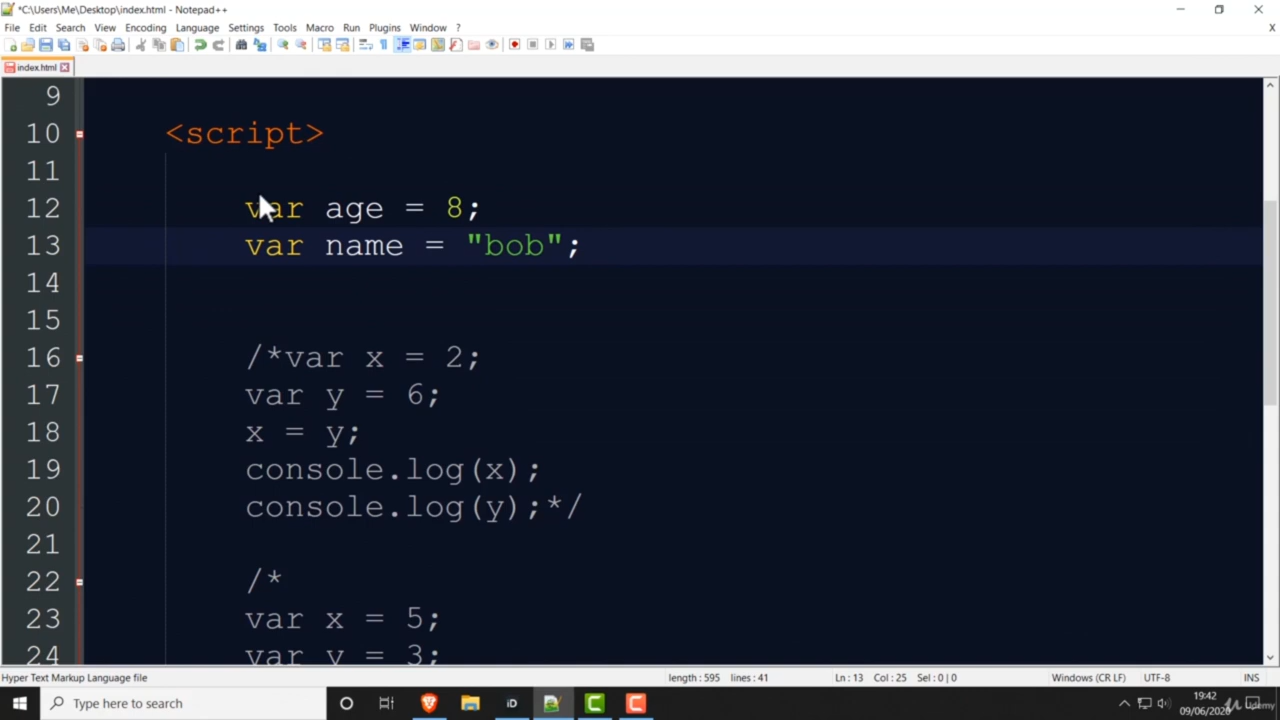 *C:\Users\Me\Desktop\index.html - Notepad++
File Edit Search View Encoding Language Settings Tools Macro Run Plugins Window ? X
index.html
9
10 <script>
11
12 var age = 8;
13 var name = "bob";
14
15
16 /*var x = 2;
17 var y = 6;
18 x = y;
19 console.log(x);
20 console.log(y);*/
21
22 /*
23 var x = 5;
24 var y = 3;
Hyper Text Markup Language file length : 595 lines : 41 Ln : 13 Col : 25 Sel : 0 | 0 Windows (CR LF) UTF-8 INS
Type here to search iD 19:42
09/06/2020
Udemy